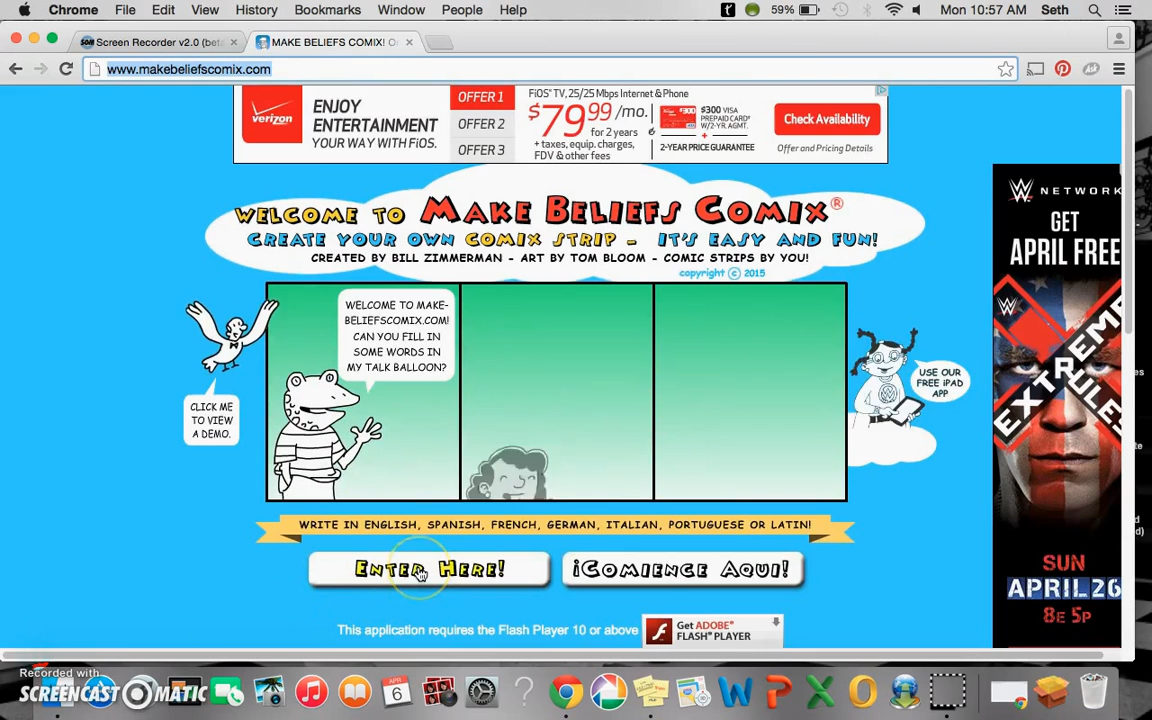 Chrome File Edit View History Bookmarks Window People Help 59% Mon 10:57 AM Seth
Screen Recorder v2.0 (beta MAKE BELIEFS COMIX! O
www.makebeliefscomix.com
verizon
ENJOY
ENTERTAINMENT
YOUR WAY WITH FiOS.
OFFER 1
OFFER 2
OFFER 3
FiOS® TV, 25/25 Mbps Internet & Phone
$79.99/mo.
for 2 years
+ taxes, equip. charges,
FDV & other fees
$300 VISA
PREPAID CARD
W/2-YR. AGMT.
2-YEAR PRICE GUARANTEE
Check Availability
Offer and Pricing Details
WELCOME TO MAKE BELIEFS COMIX®
CREATE YOUR OWN COMIX STRIP - IT'S EASY AND FUN!
CREATED BY BILL ZIMMERMAN - ART BY TOM BLOOM - COMIC STRIPS BY YOU!
copyright © 2015
WELCOME TO MAKE-
BELIEFSCOMIX.COM!
CAN YOU FILL IN
SOME WORDS IN
MY TALK BALLOON?
CLICK ME
TO VIEW
A DEMO.
USE OUR
FREE iPAD
APP
WRITE IN ENGLISH, SPANISH, FRENCH, GERMAN, ITALIAN, PORTUGUESE OR LATIN!
ENTER HERE! ¡COMIENCE AQUI!
This application requires the Flash Player 10 or above
Get ADOBE®
FLASH® PLAYER
NETWORK
GET
APRIL FREE
EXTREME
RULES
SUN
APRIL 26
8E 5P
Recorded with
SCREENCAST MATIC
APR
6